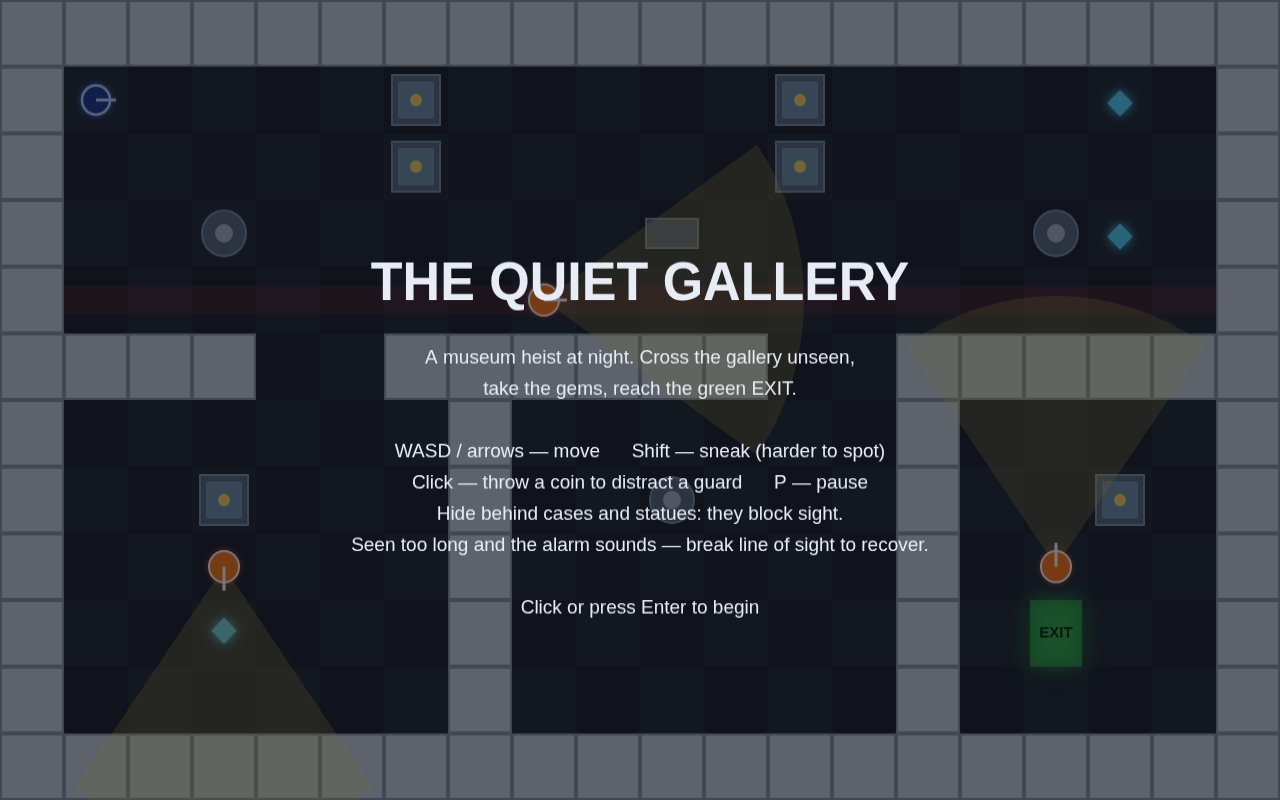 THE QUIET GALLERY
A museum heist at night. Cross the gallery unseen,
take the gems, reach the green EXIT.
WASD / arrows — move Shift — sneak (harder to spot)
Click — throw a coin to distract a guard P — pause
Hide behind cases and statues: they block sight.
Seen too long and the alarm sounds — break line of sight to recover.
Click or press Enter to begin
EXIT